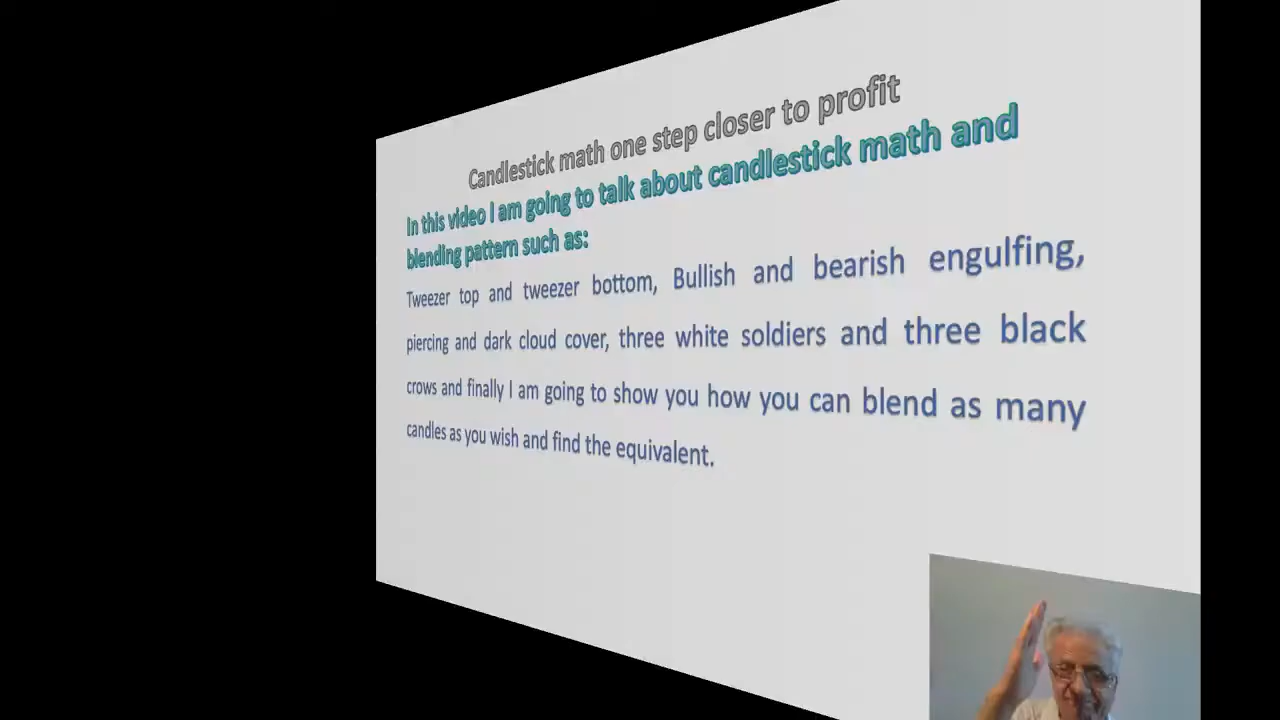 Candlestick math one step closer to profit
In this video I am going to talk about candlestick math and
blending pattern such as:
Tweezer top and tweezer bottom, Bullish and bearish engulfing,
piercing and dark cloud cover, three white soldiers and three black
crows and finally I am going to show you how you can blend as many
candles as you wish and find the equivalent.